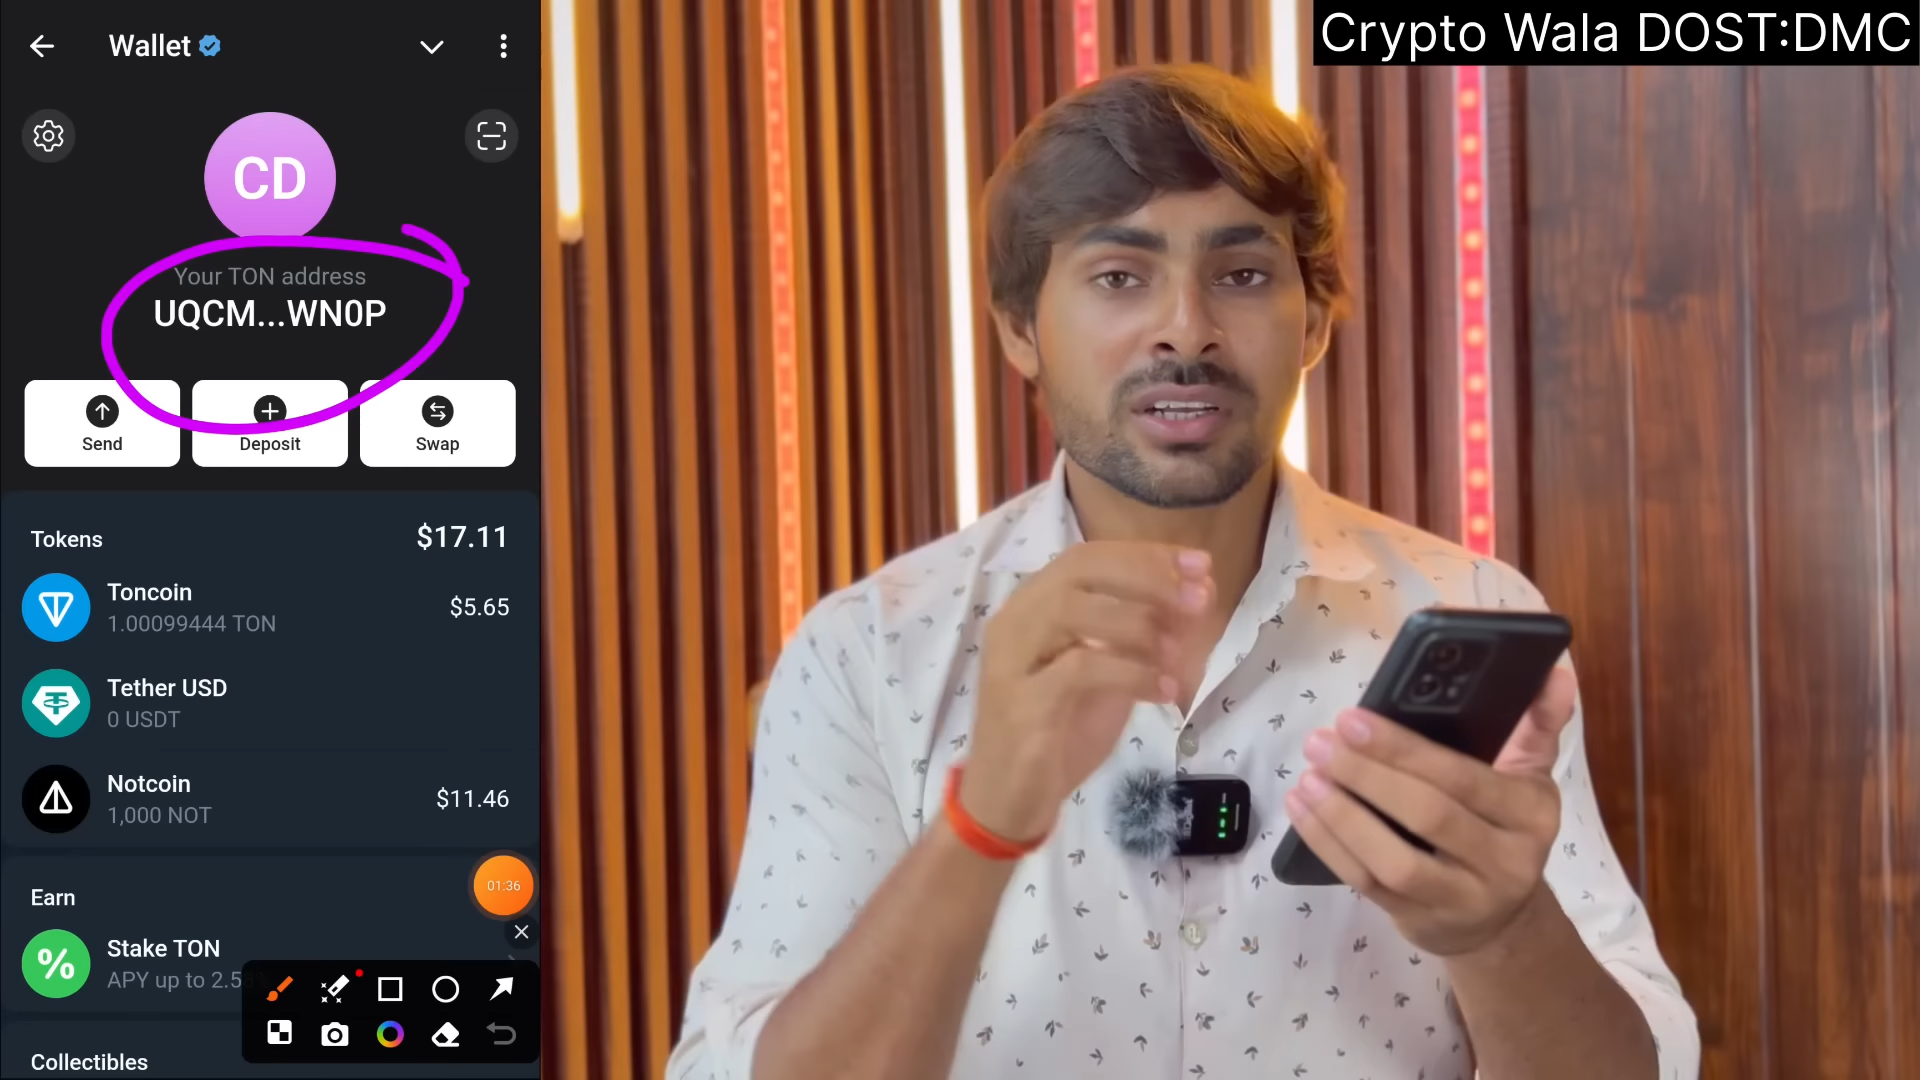 Wallet
CD
Your TON address
UQCM...WN0P
Send
Deposit
Swap
Tokens
$17.11
Toncoin
$5.65
1.00099444 TON
Tether USD
0 USDT
Notcoin
$11.46
1,000 NOT
Earn
01:36
Stake TON
APY up to 2.5
Collectibles
Crypto Wala DOST:DMC